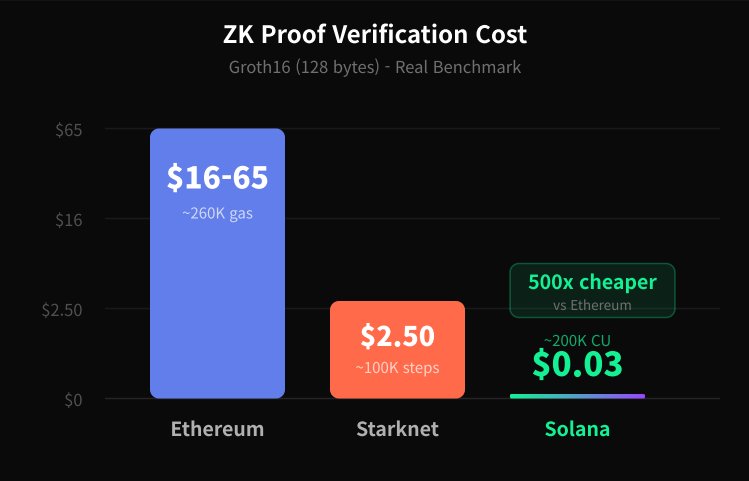 ZK Proof Verification Cost
Groth16 (128 bytes) - Real Benchmark
$65
$16
$2.50
$0
$16-65
~260K gas
$2.50
~100K steps
500x cheaper
vs Ethereum
~200K CU
$0.03
Ethereum
Starknet
Solana